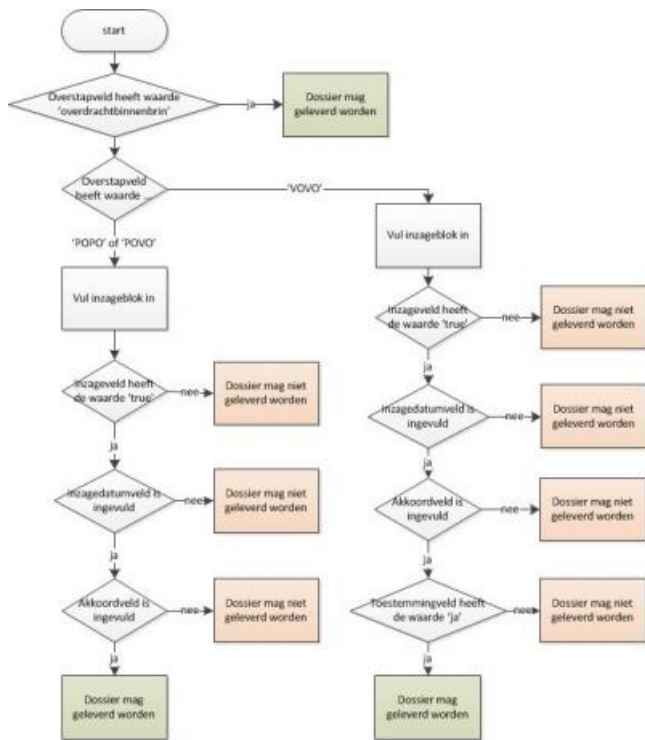 start
Overstapveld heeft waarde
'overdrachtbinnenbrin'
ja
Dossier mag
geleverd worden
Overstapveld
heeft waarde ...
'VOVO'
'POPO' of 'POVO'
Vul inzageblok in
Inzageveld heeft
de waarde 'true'
nee
Dossier mag niet
geleverd worden
ja
Inzagedatumveld is
ingevuld
nee
Dossier mag niet
geleverd worden
ja
Akkoordveld is
ingevuld
nee
Dossier mag niet
geleverd worden
ja
Dossier mag
geleverd worden
Vul inzageblok in
Inzageveld heeft
de waarde 'true'
nee
Dossier mag niet
geleverd worden
ja
Inzagedatumveld is
ingevuld
nee
Dossier mag niet
geleverd worden
ja
Akkoordveld is
ingevuld
nee
Dossier mag niet
geleverd worden
ja
Toestemmingveld heeft
de waarde 'ja'
nee
Dossier mag niet
geleverd worden
ja
Dossier mag
geleverd worden